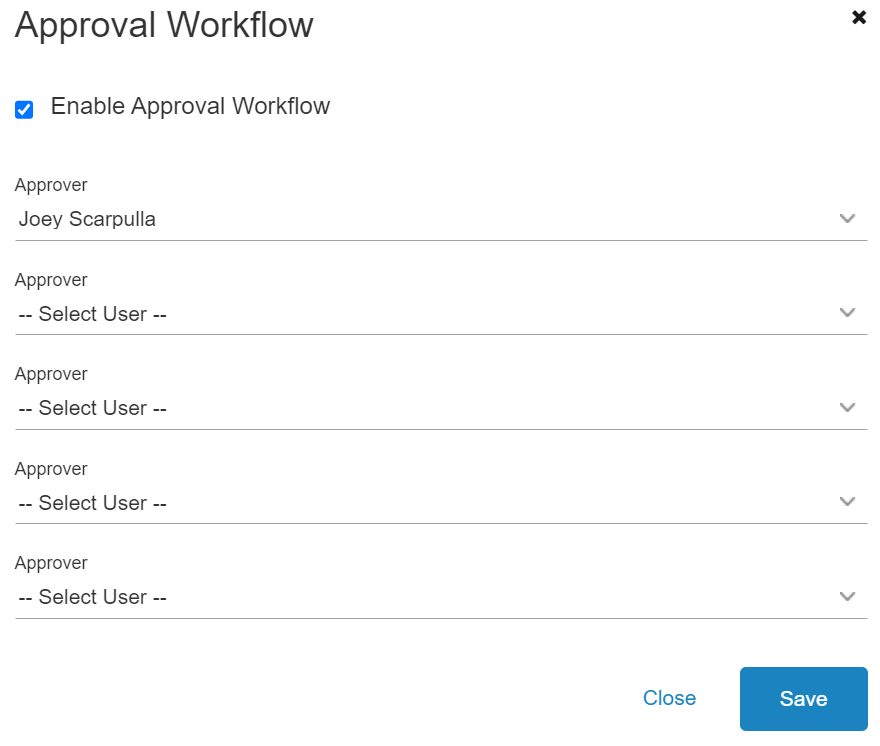 Approval Workflow
Enable Approval Workflow
Approver
Joey Scarpulla
Approver
-- Select User --
Approver
-- Select User --
Approver
-- Select User --
Approver
-- Select User --
Close
Save